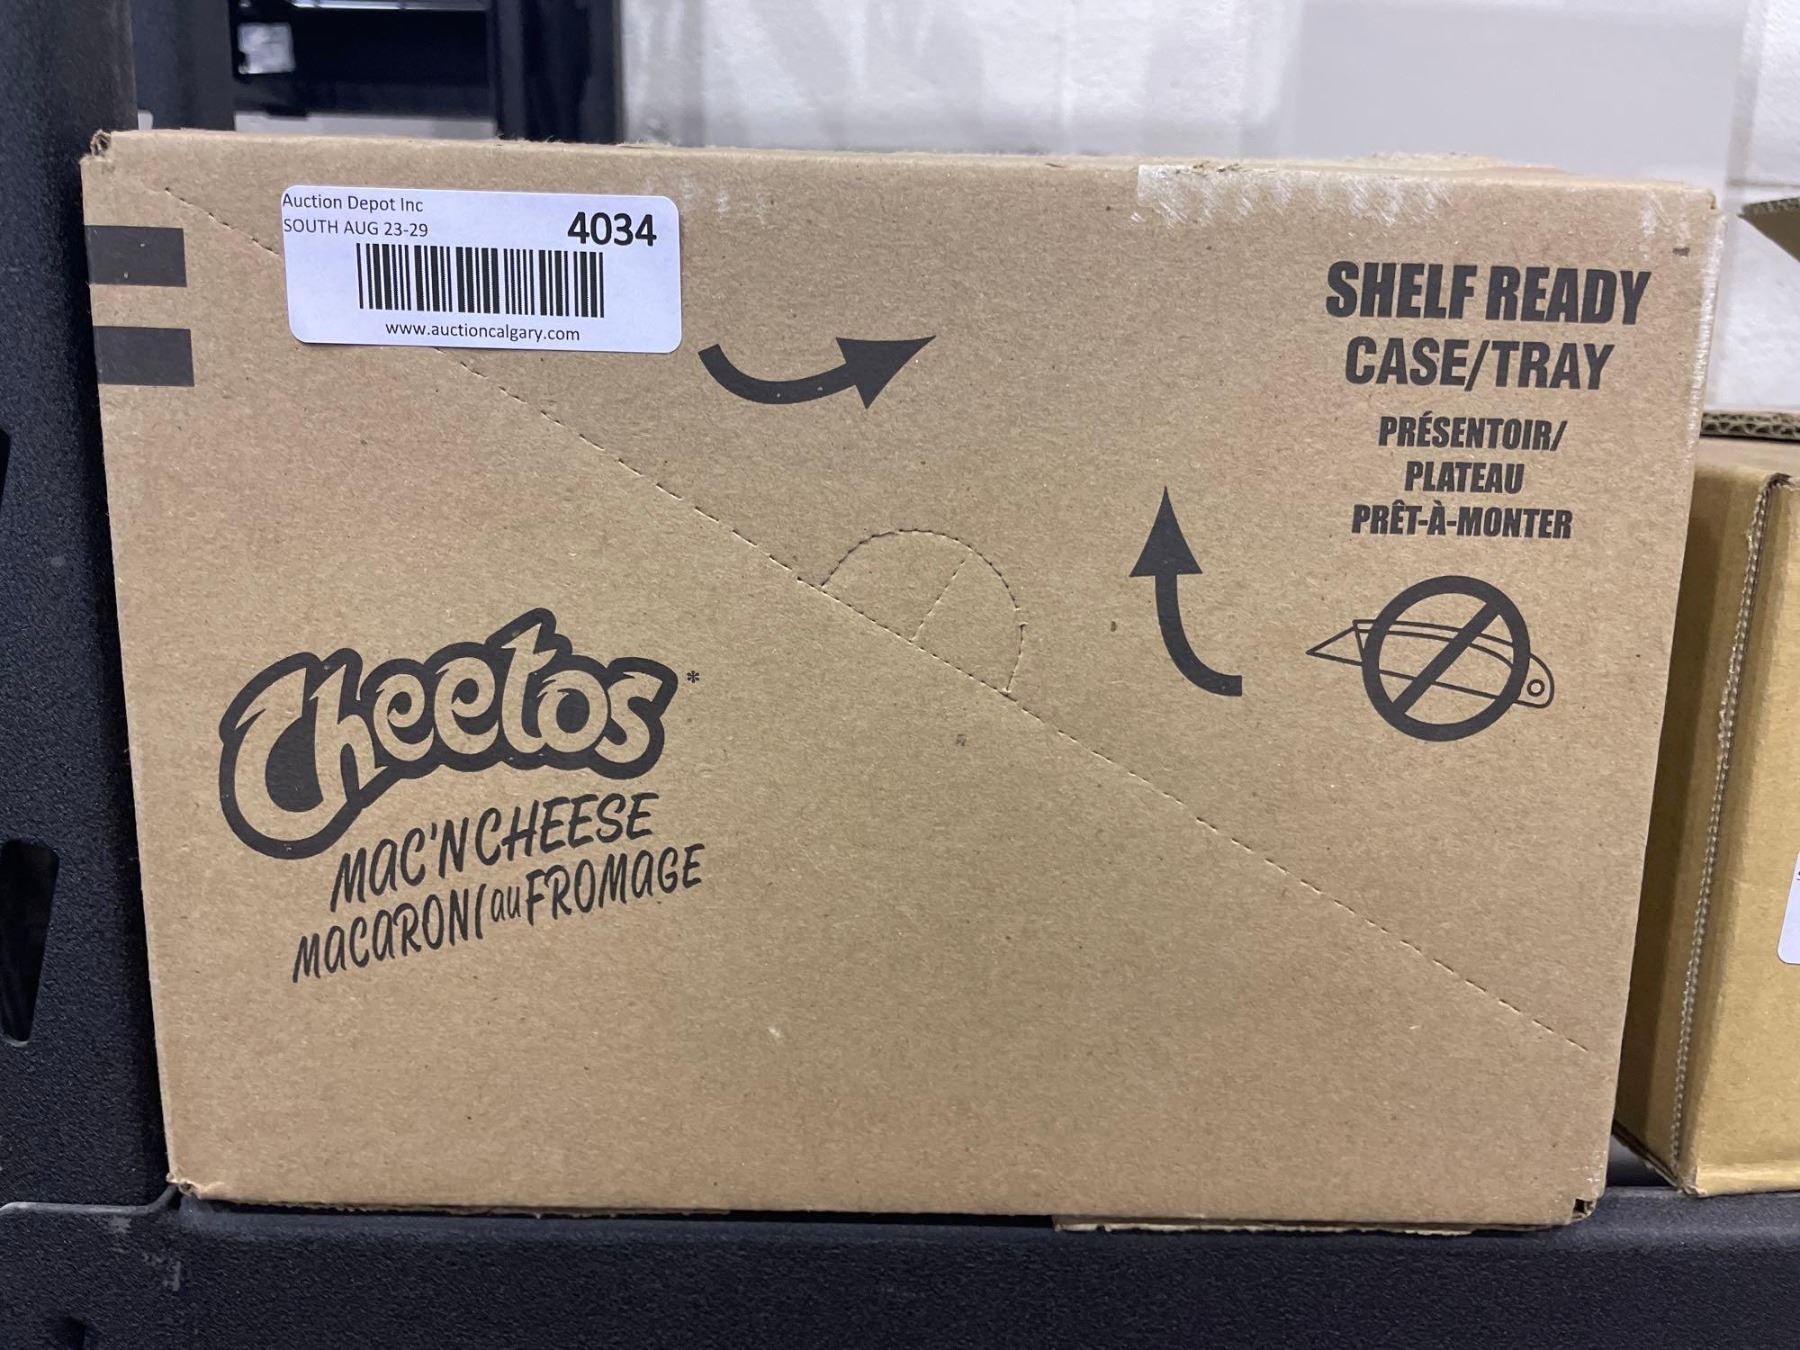 Auction Depot Inc
SOUTH AUG 23-29
4034
www.auctioncalgary.com
SHELF READY
CASE/TRAY
PRÉSENTOIR/
PLATEAU
PRÊT-À-MONTER
Cheetos*
MAC'N CHEESE
MACARONI au FROMAGE